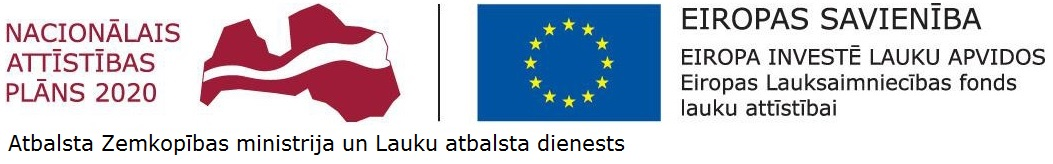 NACIONĀLAIS
ATTĪSTĪBAS
PLĀNS 2020
EIROPAS SAVIENĪBA
EIROPA INVESTĒ LAUKU APVIDOS
Eiropas Lauksaimniecības fonds
lauku attīstībai
Atbalsta Zemkopības ministrija un Lauku atbalsta dienests